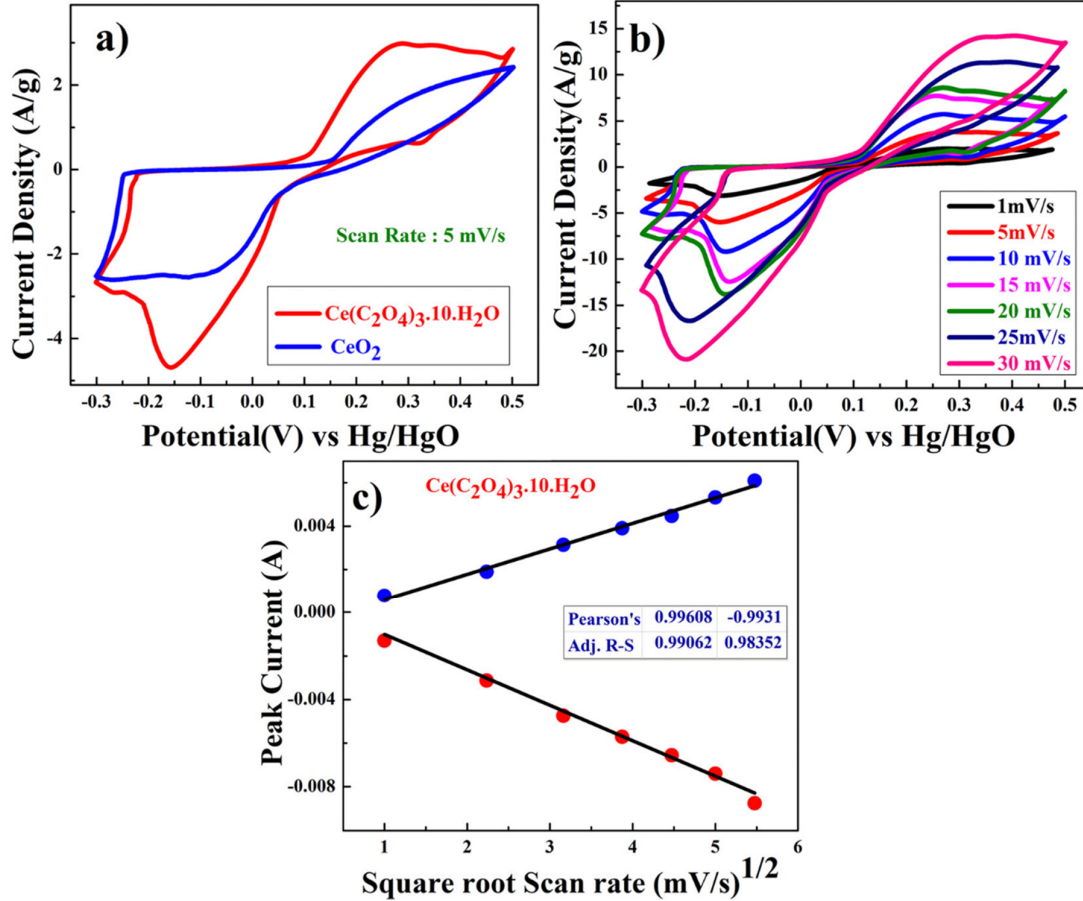 a)
Current Density (A/g)
2
0
-2
-4
Scan Rate : 5 mV/s
Ce(C2O4)3.10.H2O
CeO2
-0.3 -0.2 -0.1 0.0 0.1 0.2 0.3 0.4 0.5
Potential(V) vs Hg/HgO
b)
Current Density(A/g)
15
10
5
0
-5
-10
-15
-20
1mV/s
5mV/s
10 mV/s
15 mV/s
20 mV/s
25mV/s
30 mV/s
-0.3 -0.2 -0.1 0.0 0.1 0.2 0.3 0.4 0.5
Potential(V) vs Hg/HgO
c)
Ce(C2O4)3.10.H2O
Peak Current (A)
0.004
0.000
-0.004
-0.008
Pearson's 0.99608 -0.9931
Adj. R-S 0.99062 0.98352
1 2 3 4 5 6
Square root Scan rate (mV/s)1/2